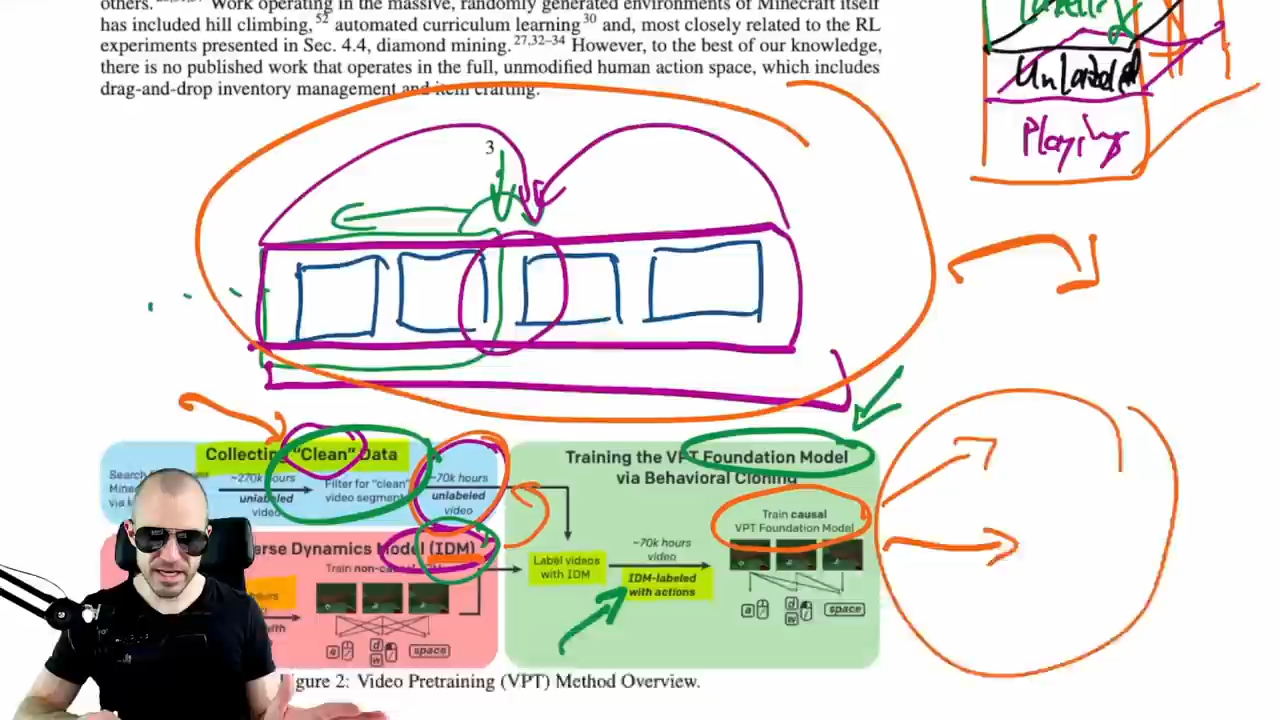 others.
Work operating in the massive, randomly generated environments of Minecraft itself
has included hill climbing,52 automated curriculum learning30 and, most closely related to the RL
experiments presented in Sec. 4.4, diamond mining.27,32–34 However, to the best of our knowledge,
there is no published work that operates in the full, unmodified human action space, which includes
drag-and-drop inventory management and item crafting.
Playing
3
Collecting "Clean" Data
Search
via
~270k hours
unlabeled
video
Filter for "clean"
video segments
~70k hours
unlabeled
video
Dynamics Model (IDM)
Train non-causal
a
d
w
space
Training the VPT Foundation Model
via Behavioral Cloning
Label videos
with IDM
~70k hours
video
IDM-labeled
with actions
Train causal
VPT Foundation Model
a
d
w
space
Figure 2: Video Pretraining (VPT) Method Overview.